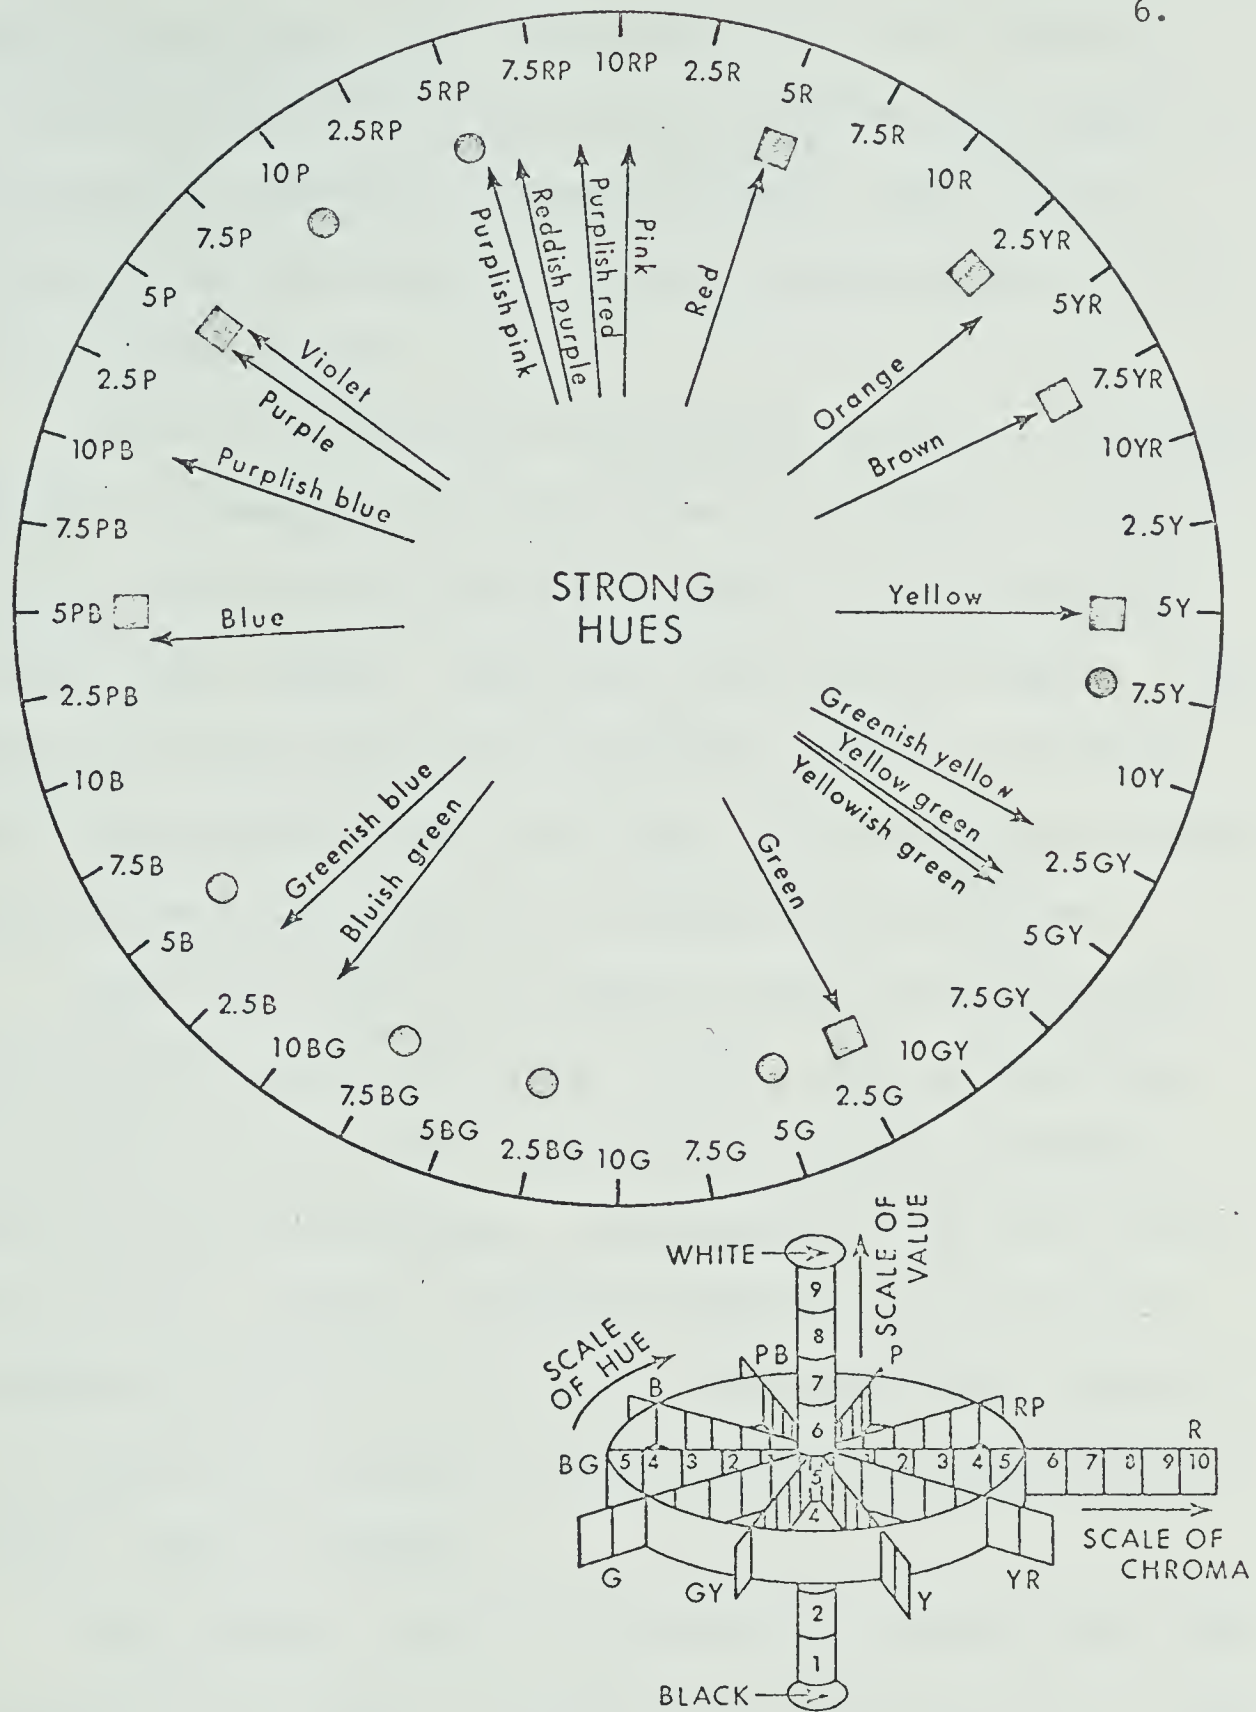 6.
10RP
2.5R
5R
7.5R
10R
2.5YR
5YR
7.5YR
10YR
2.5Y
5Y
7.5Y
10Y
2.5GY
5GY
7.5GY
10GY
2.5G
5G
7.5G
10G
2.5BG
5BG
7.5BG
10BG
2.5B
5B
7.5B
10B
2.5PB
5PB
7.5PB
10PB
2.5P
5P
7.5P
10P
2.5RP
5RP
7.5RP
Purplish pink
Reddish purple
Purplish red
Pink
Red
Orange
Brown
Yellow
Greenish yellow
Yellow green
Yellowish green
Green
Bluish green
Greenish blue
Blue
Purplish blue
Purple
Violet
STRONG
HUES
WHITE
SCALE OF
VALUE
9
8
7
6
5
4
2
1
BLACK
SCALE
OF HUE
PB
P
B
RP
R
BG
5 4 3 2 1
1 2 3 4 5 6 7 8 9 10
SCALE OF
CHROMA
G
GY
Y
YR